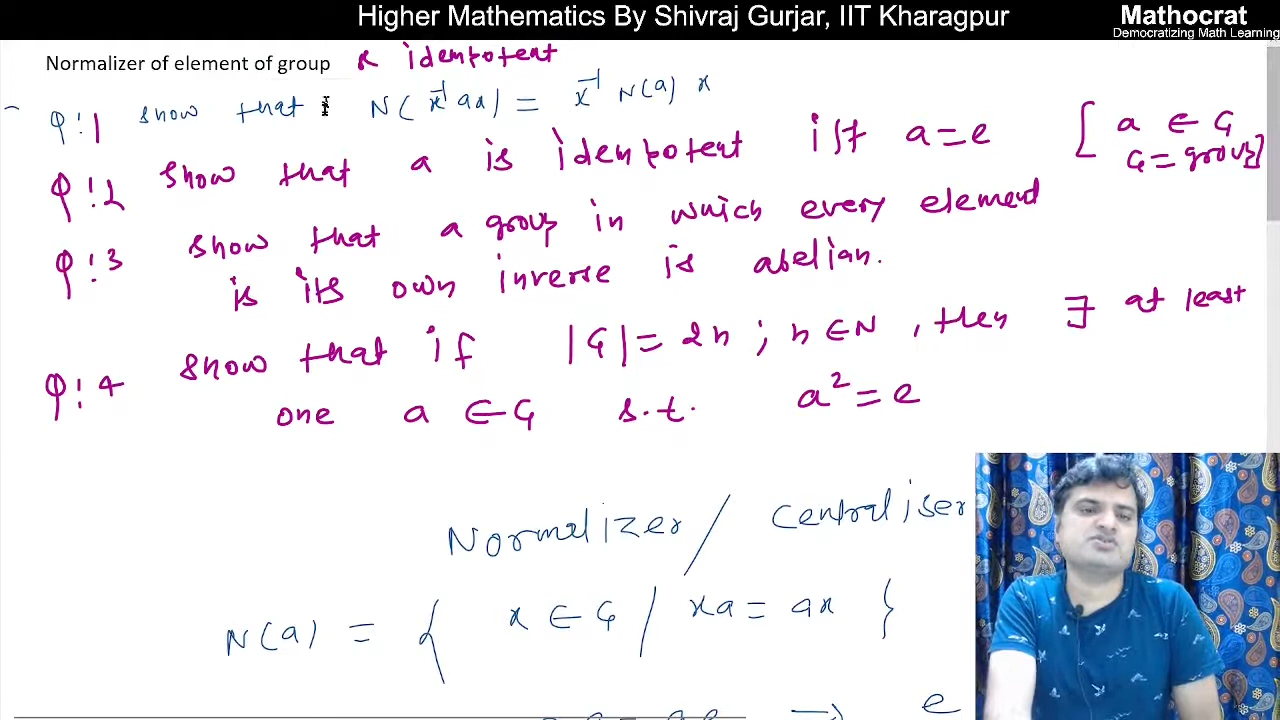 Higher Mathematics By Shivraj Gurjar, IIT Kharagpur
Mathocrat
Democratizing Math Learning
Normalizer of element of group & idempotent
Q:1 show that N(x⁻¹ax) = x⁻¹ N(a) x
Q:2 show that a is idempotent iff a=e [a ∈ G
G=group]
Q:3 show that a group in which every element
is its own inverse is abelian.
Q:4 show that if |G|= 2n ; n ∈ N, then ∃ at least
one a ∈ G s.t. a² = e
Normalizer / Centraliser
N(a) = { x ∈ G / xa = ax }